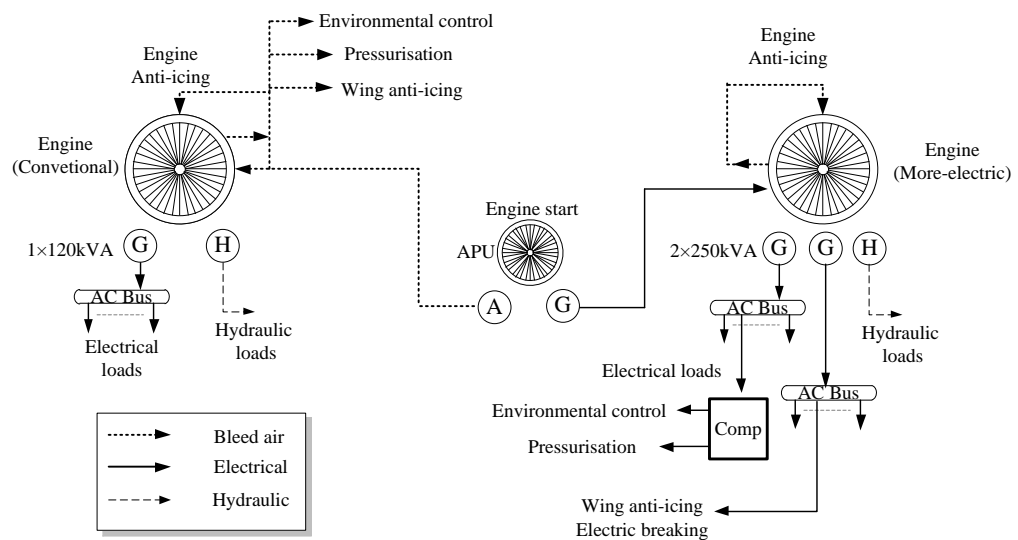 Environmental control
Pressurisation
Wing anti-icing
Engine
Anti-icing
Engine
(Convetional)
1×120kVA
G
H
AC Bus
Electrical
loads
Hydraulic
loads
Engine start
APU
A
G
Engine
Anti-icing
Engine
(More-electric)
2×250kVA
G
G
H
AC Bus
Hydraulic
loads
Electrical loads
AC Bus
Environmental control
Comp
Pressurisation
Wing anti-icing
Electric breaking
Bleed air
Electrical
Hydraulic